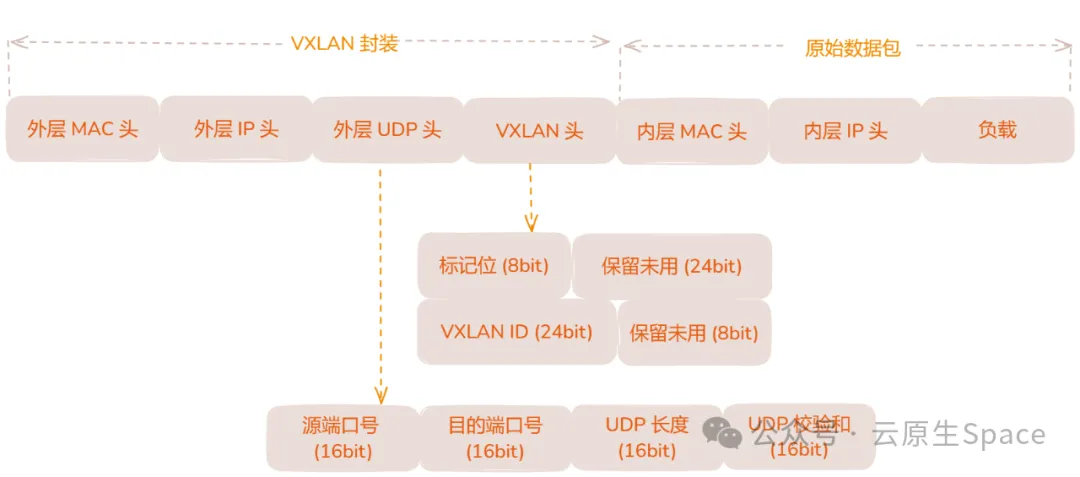 VXLAN 封装
原始数据包
外层 MAC 头
外层 IP 头
外层 UDP 头
VXLAN 头
内层 MAC 头
内层 IP 头
负载
标记位 (8bit)
保留未用 (24bit)
VXLAN ID (24bit)
保留未用 (8bit)
源端口号
(16bit)
目的端口号
(16bit)
UDP 长度
(16bit)
UDP 校验和
(16bit)
公众号 · 云原生Space